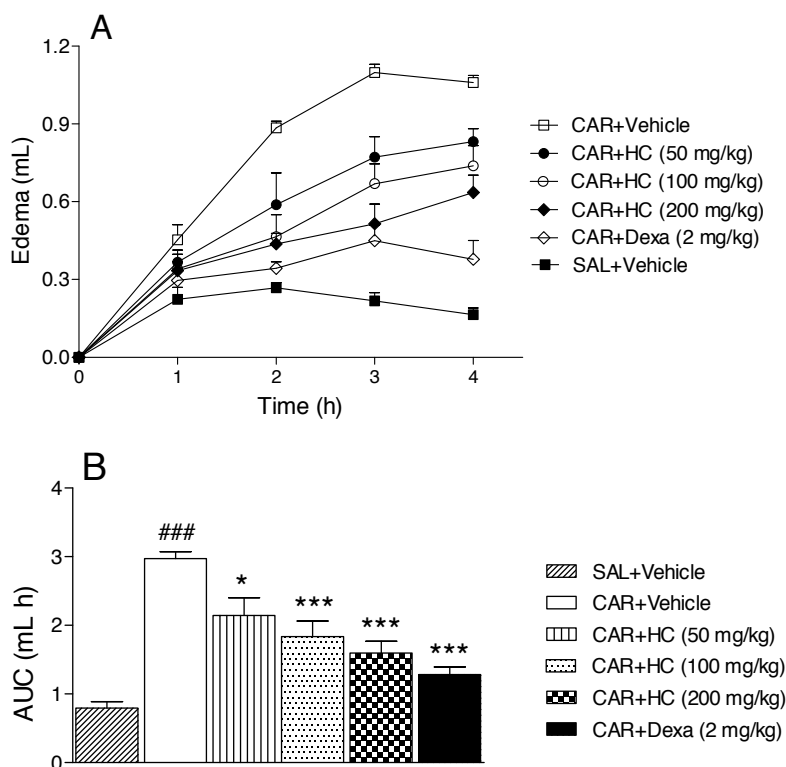 A
1.2
0.9
0.6
0.3
0.0
Edema (mL)
0 1 2 3 4
Time (h)
CAR+Vehicle
CAR+HC (50 mg/kg)
CAR+HC (100 mg/kg)
CAR+HC (200 mg/kg)
CAR+Dexa (2 mg/kg)
SAL+Vehicle
B
4
3
2
1
0
AUC (mL h)
###
*
***
***
***
SAL+Vehicle
CAR+Vehicle
CAR+HC (50 mg/kg)
CAR+HC (100 mg/kg)
CAR+HC (200 mg/kg)
CAR+Dexa (2 mg/kg)